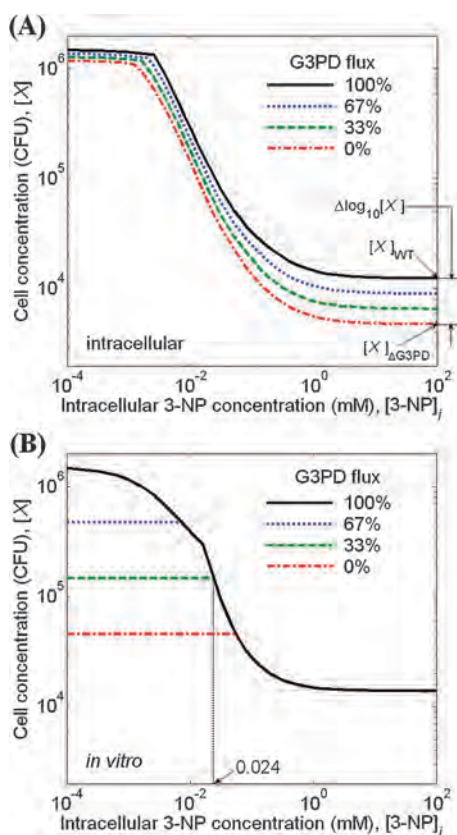 (A)
G3PD flux
100%
67%
33%
0%
Cell concentration (CFU), [X]
10^6
10^5
10^4
Δlog10[X]
[X]WT
[X]ΔG3PD
intracellular
10^-4 10^-2 10^0 10^2
Intracellular 3-NP concentration (mM), [3-NP]i
(B)
G3PD flux
100%
67%
33%
0%
Cell concentration (CFU), [X]
10^6
10^5
10^4
in vitro
0.024
10^-4 10^-2 10^0 10^2
Intracellular 3-NP concentration (mM), [3-NP]i